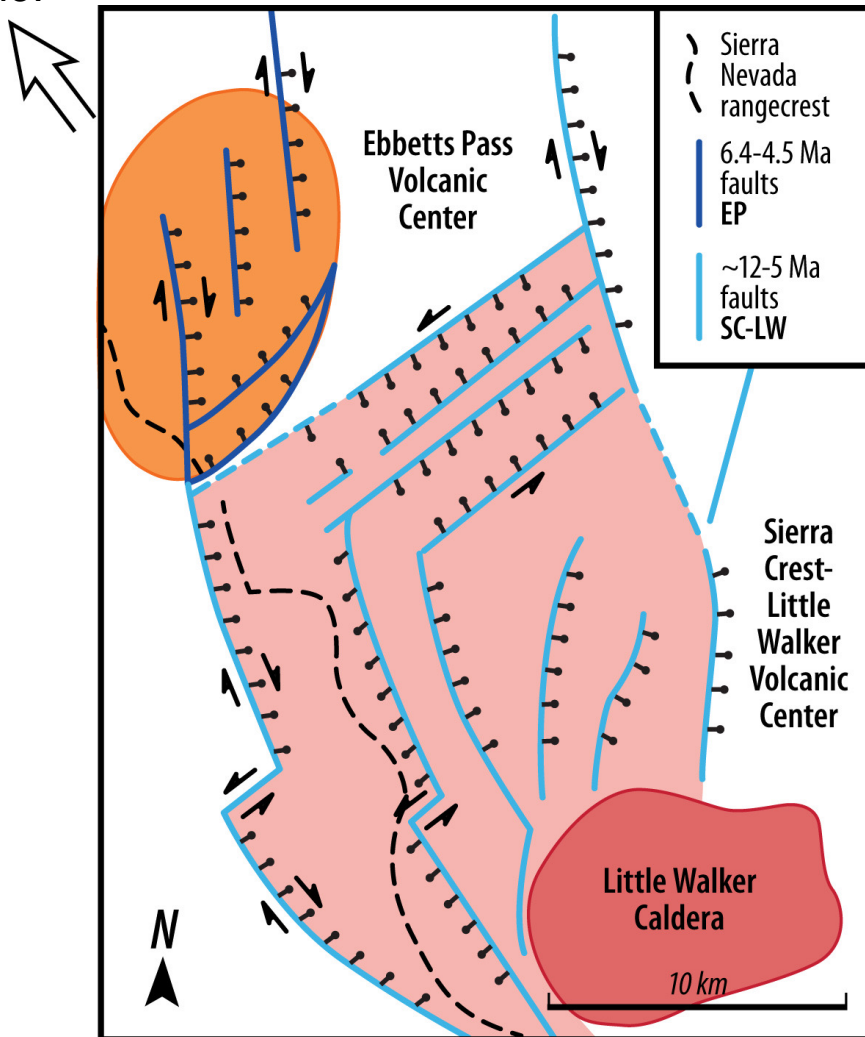 Sierra
Nevada
rangecrest
6.4-4.5 Ma
faults
EP
~12-5 Ma
faults
SC-LW
Ebbetts Pass
Volcanic
Center
Sierra
Crest-
Little
Walker
Volcanic
Center
Little Walker
Caldera
N
10 km